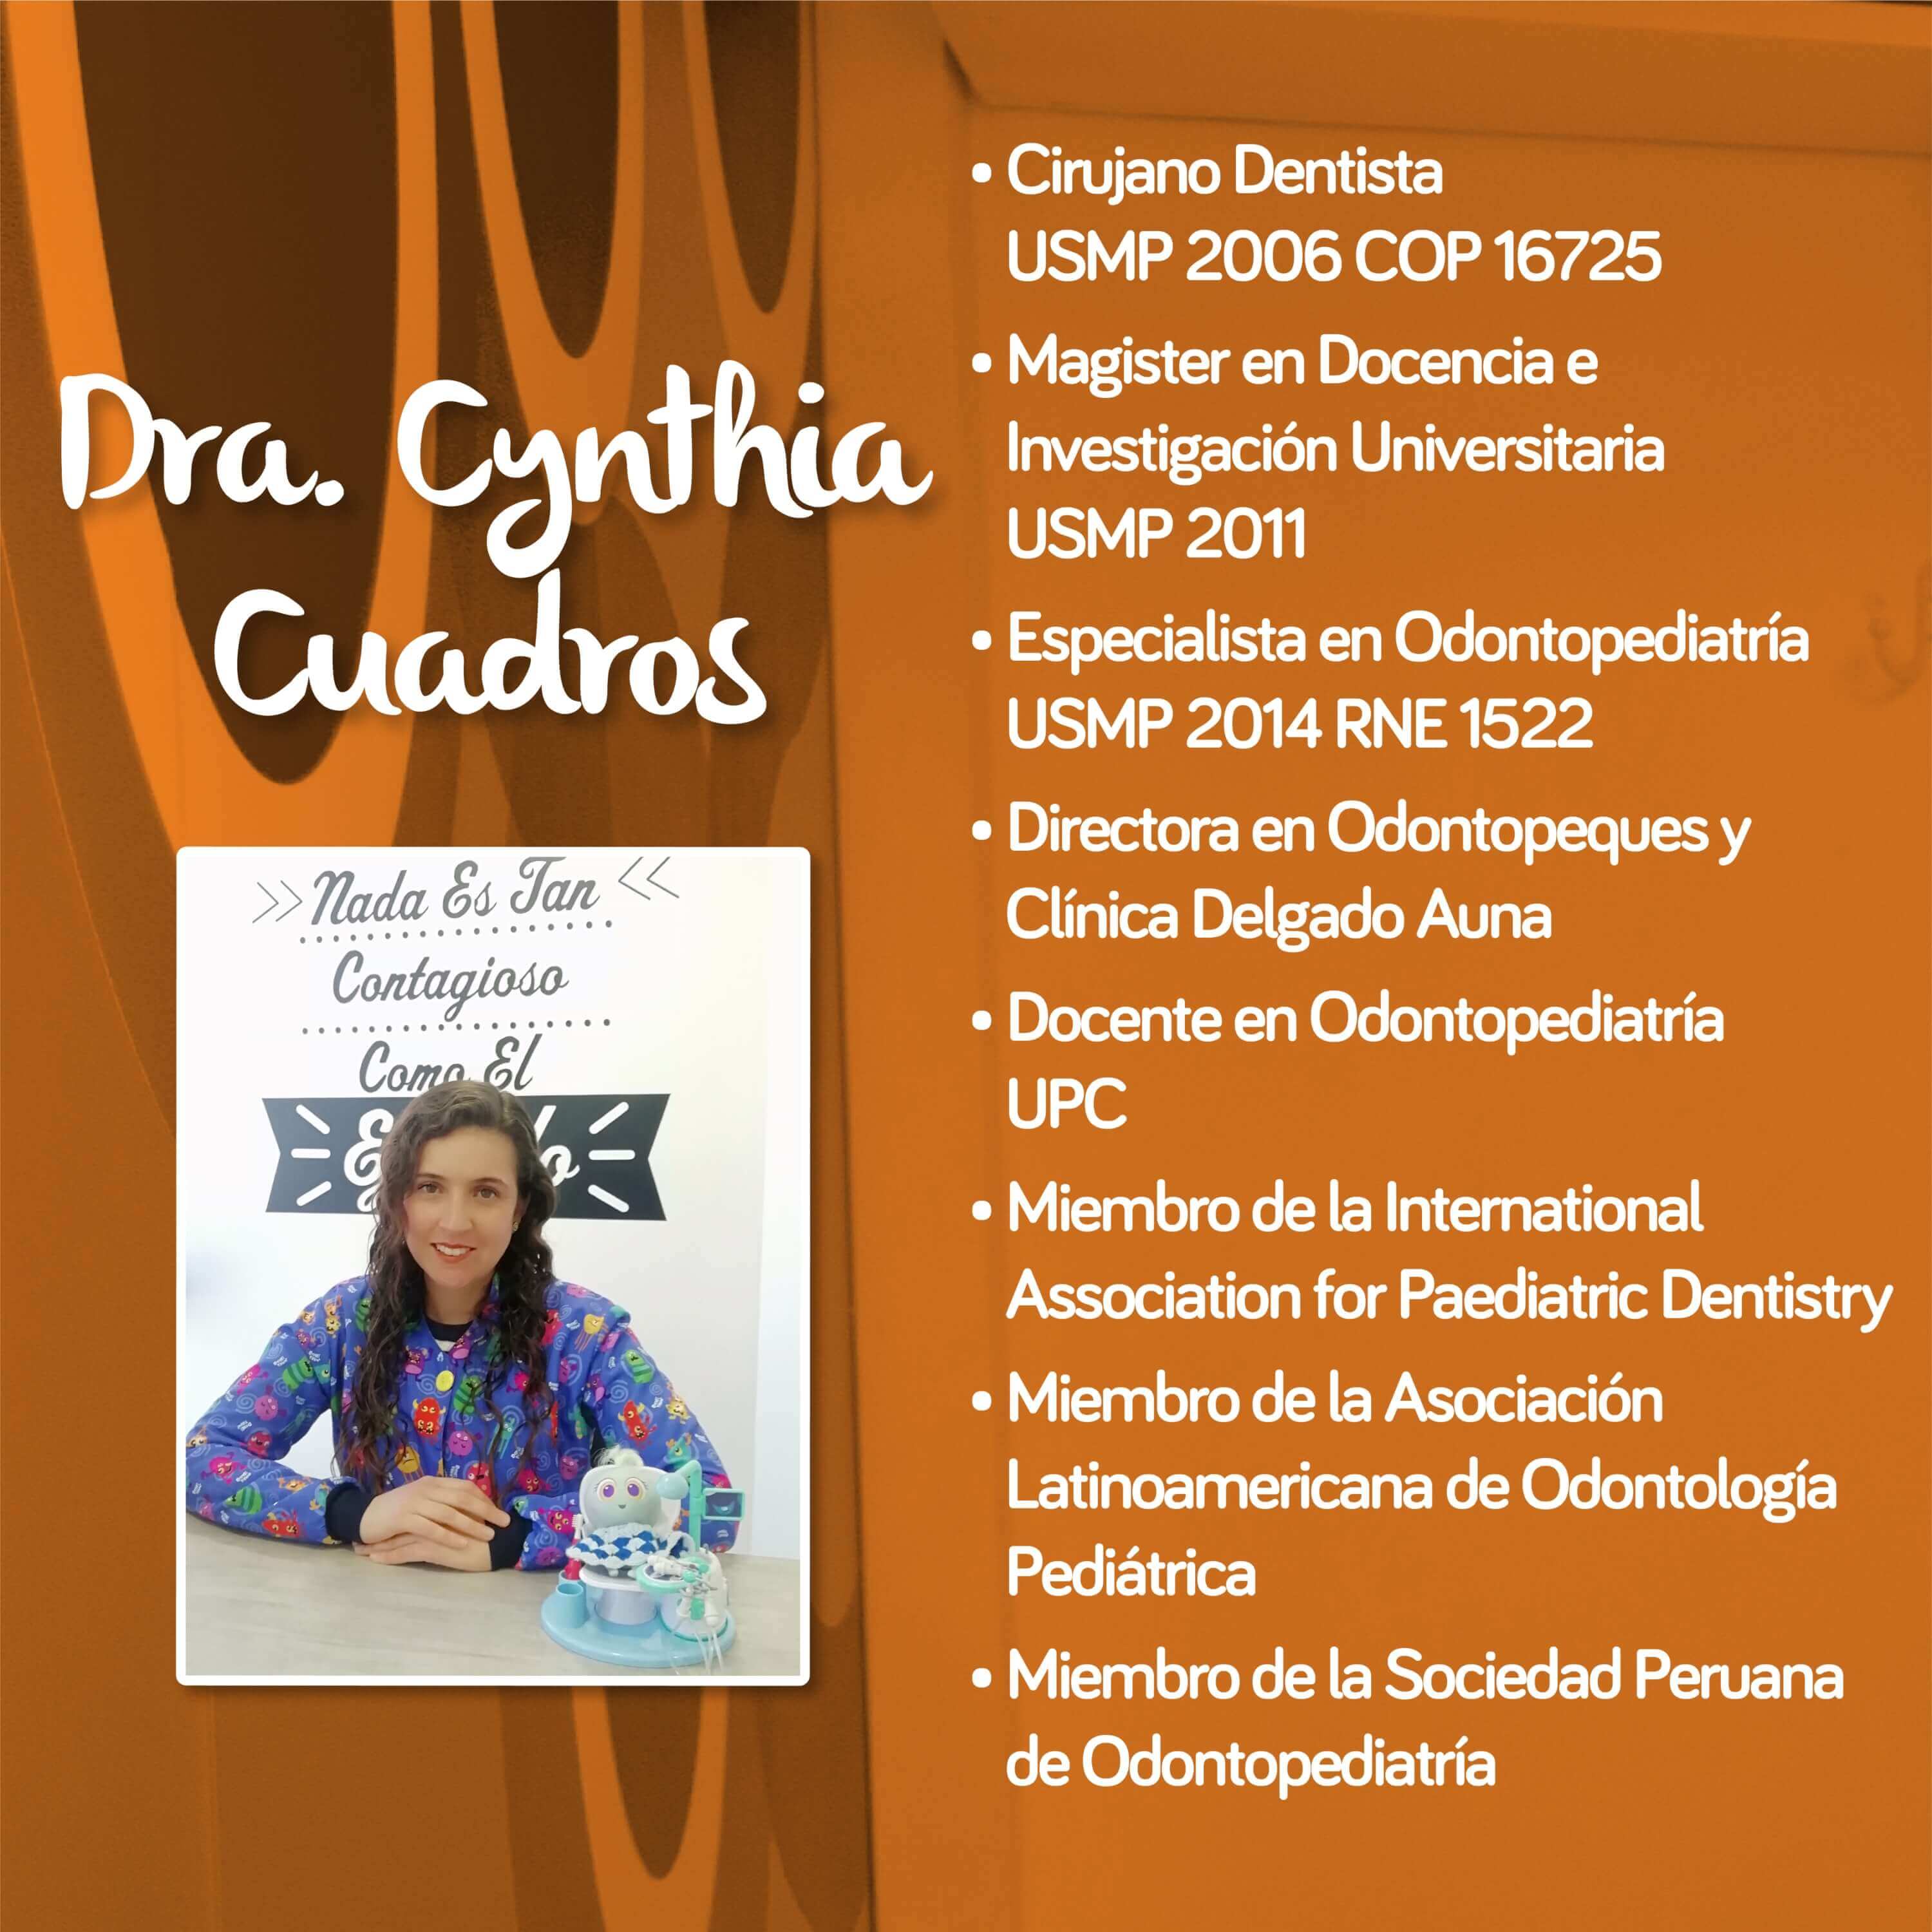 Dra. Cynthia
Cuadros
Nada Es Tan
Contagioso
Como El
• Cirujano Dentista
USMP 2006 COP 16725
• Magister en Docencia e
Investigación Universitaria
USMP 2011
• Especialista en Odontopediatría
USMP 2014 RNE 1522
• Directora en Odontopeques y
Clínica Delgado Auna
• Docente en Odontopediatría
UPC
• Miembro de la International
Association for Paediatric Dentistry
• Miembro de la Asociación
Latinoamericana de Odontología
Pediátrica
• Miembro de la Sociedad Peruana
de Odontopediatría